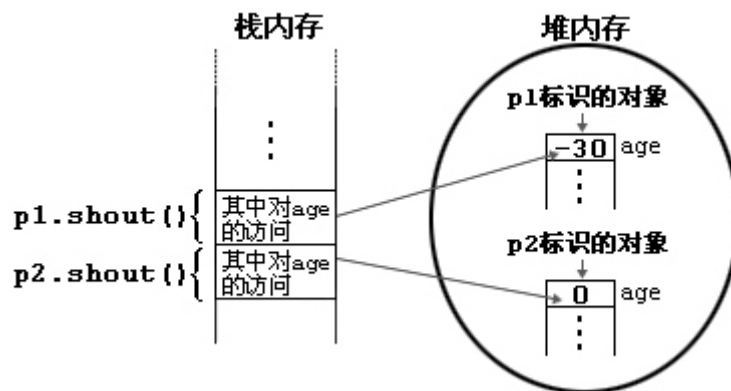 栈内存
堆内存
p1标识的对象
-30 age
p1.shout() 其中对age
的访问
p2标识的对象
p2.shout() 其中对age
的访问
0 age